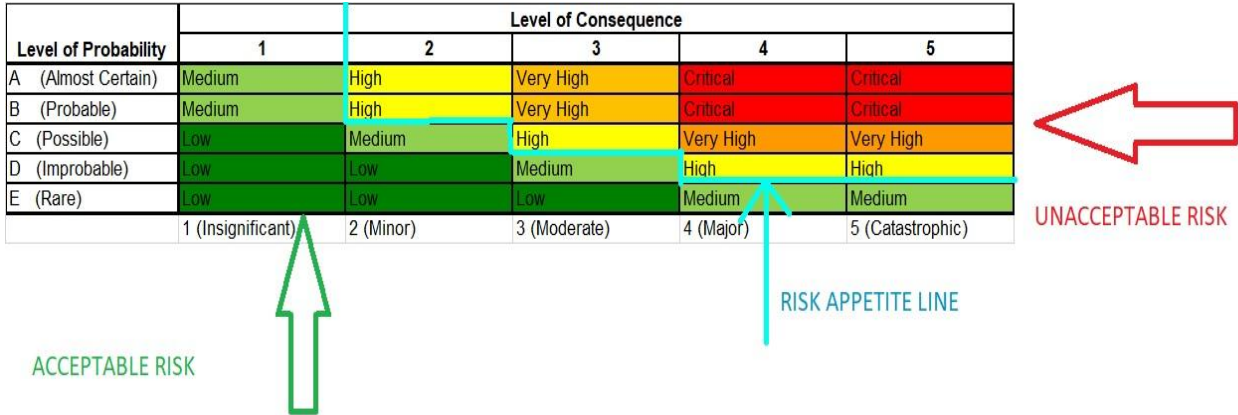 Level of Consequence
Level of Probability 1 2 3 4 5
A (Almost Certain) Medium High Very High Critical Critical
B (Probable) Medium High Very High Critical Critical
C (Possible) Low Medium High Very High Very High
D (Improbable) Low Low Medium High High
E (Rare) Low Low Low Medium Medium
1 (Insignificant) 2 (Minor) 3 (Moderate) 4 (Major) 5 (Catastrophic)
UNACCEPTABLE RISK
RISK APPETITE LINE
ACCEPTABLE RISK